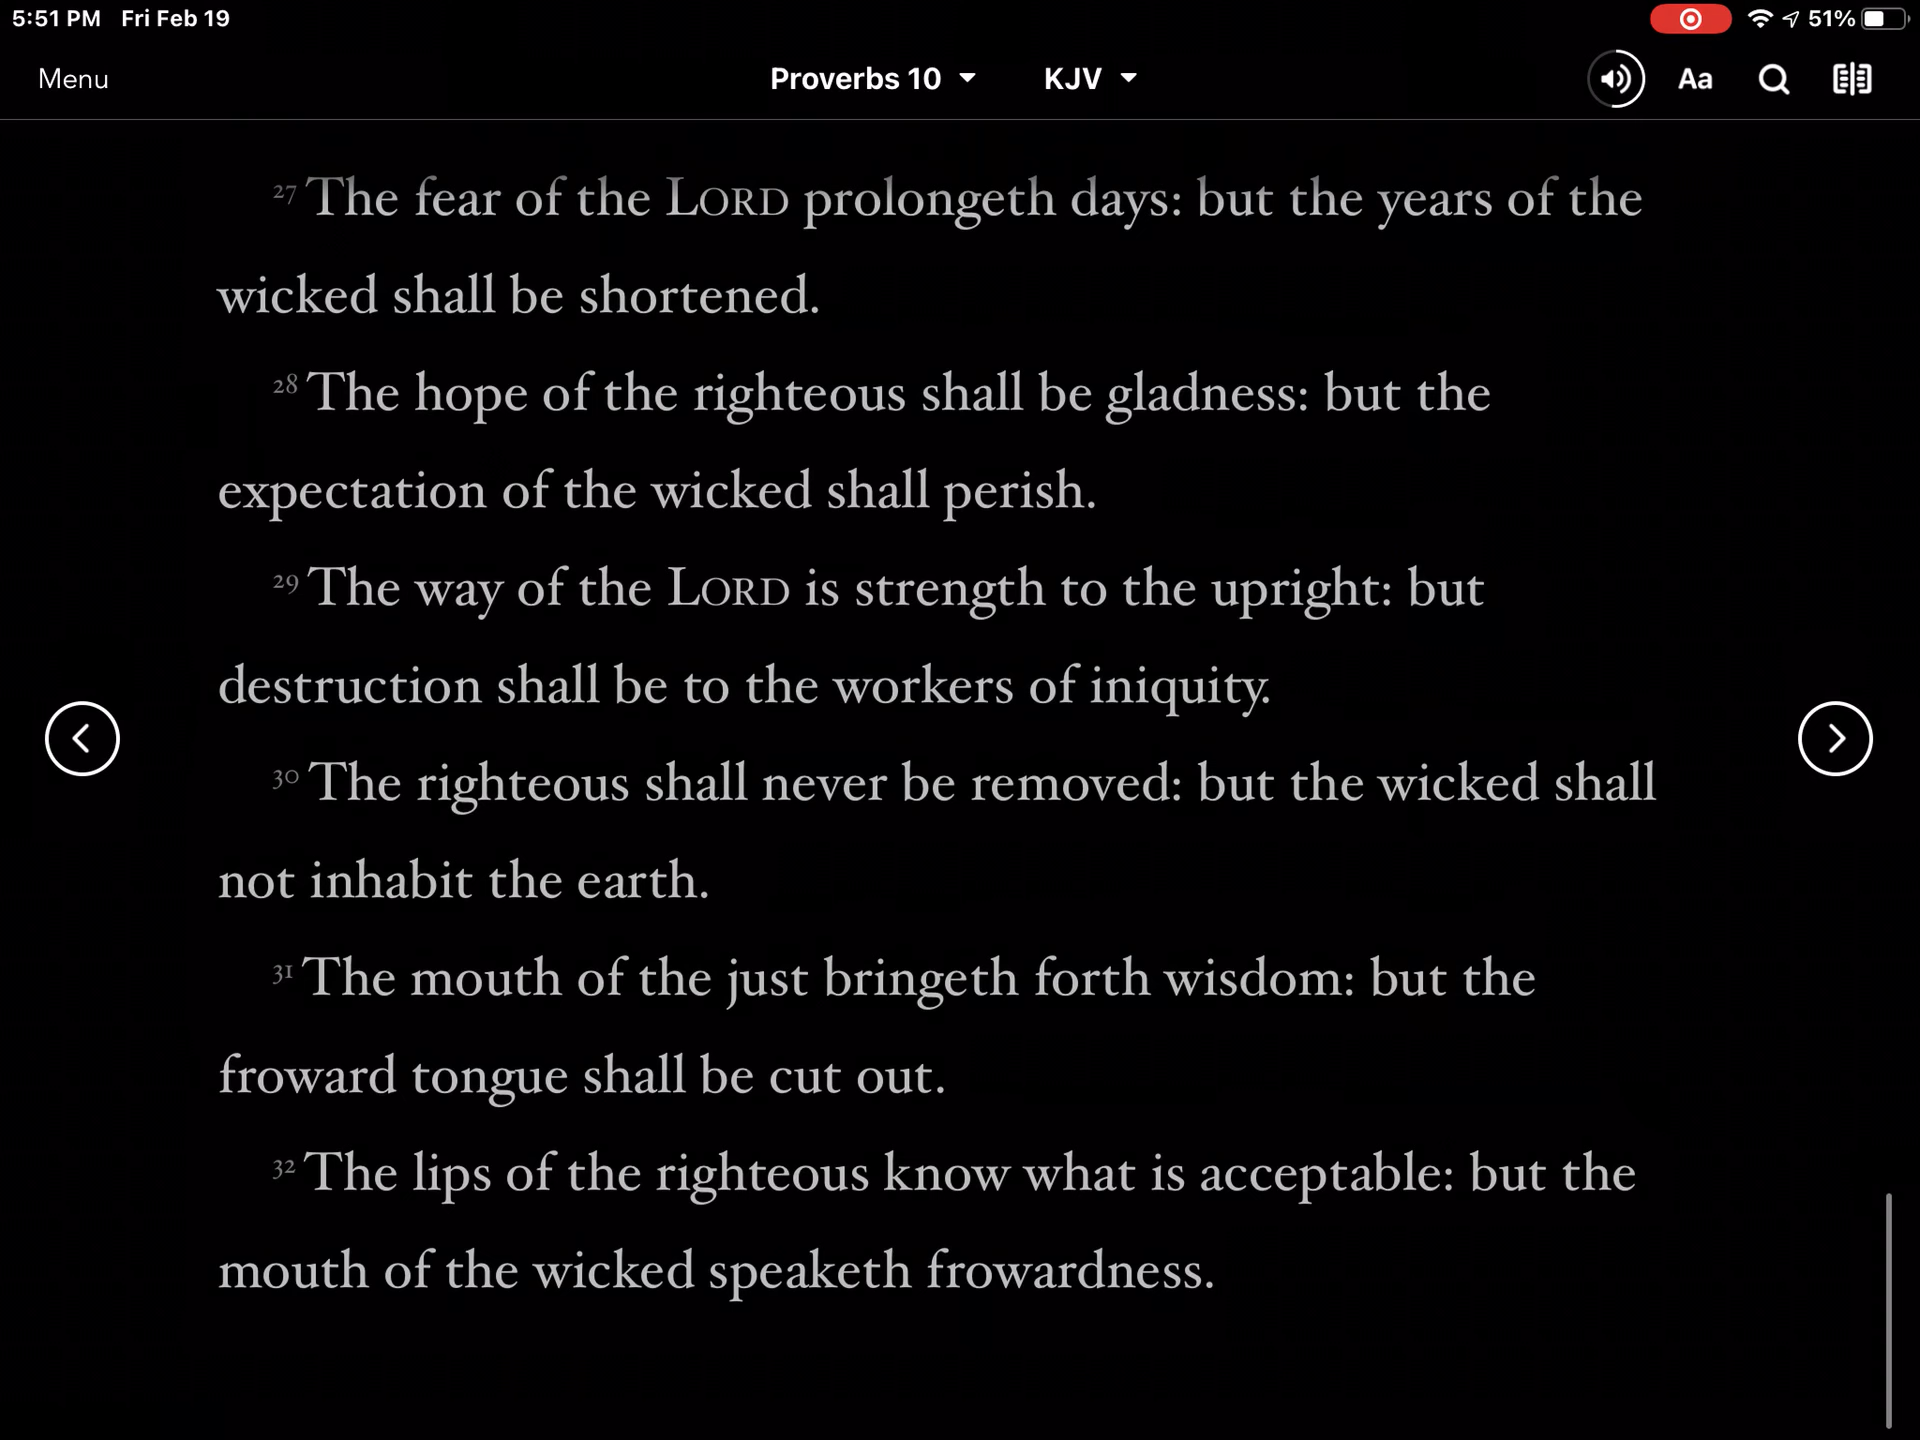 5:51 PM Fri Feb 19 51%
Menu Proverbs 10 KJV Aa
27 The fear of the LORD prolongeth days: but the years of the
wicked shall be shortened.
28 The hope of the righteous shall be gladness: but the
expectation of the wicked shall perish.
29 The way of the LORD is strength to the upright: but
destruction shall be to the workers of iniquity.
30 The righteous shall never be removed: but the wicked shall
not inhabit the earth.
31 The mouth of the just bringeth forth wisdom: but the
froward tongue shall be cut out.
32 The lips of the righteous know what is acceptable: but the
mouth of the wicked speaketh frowardness.